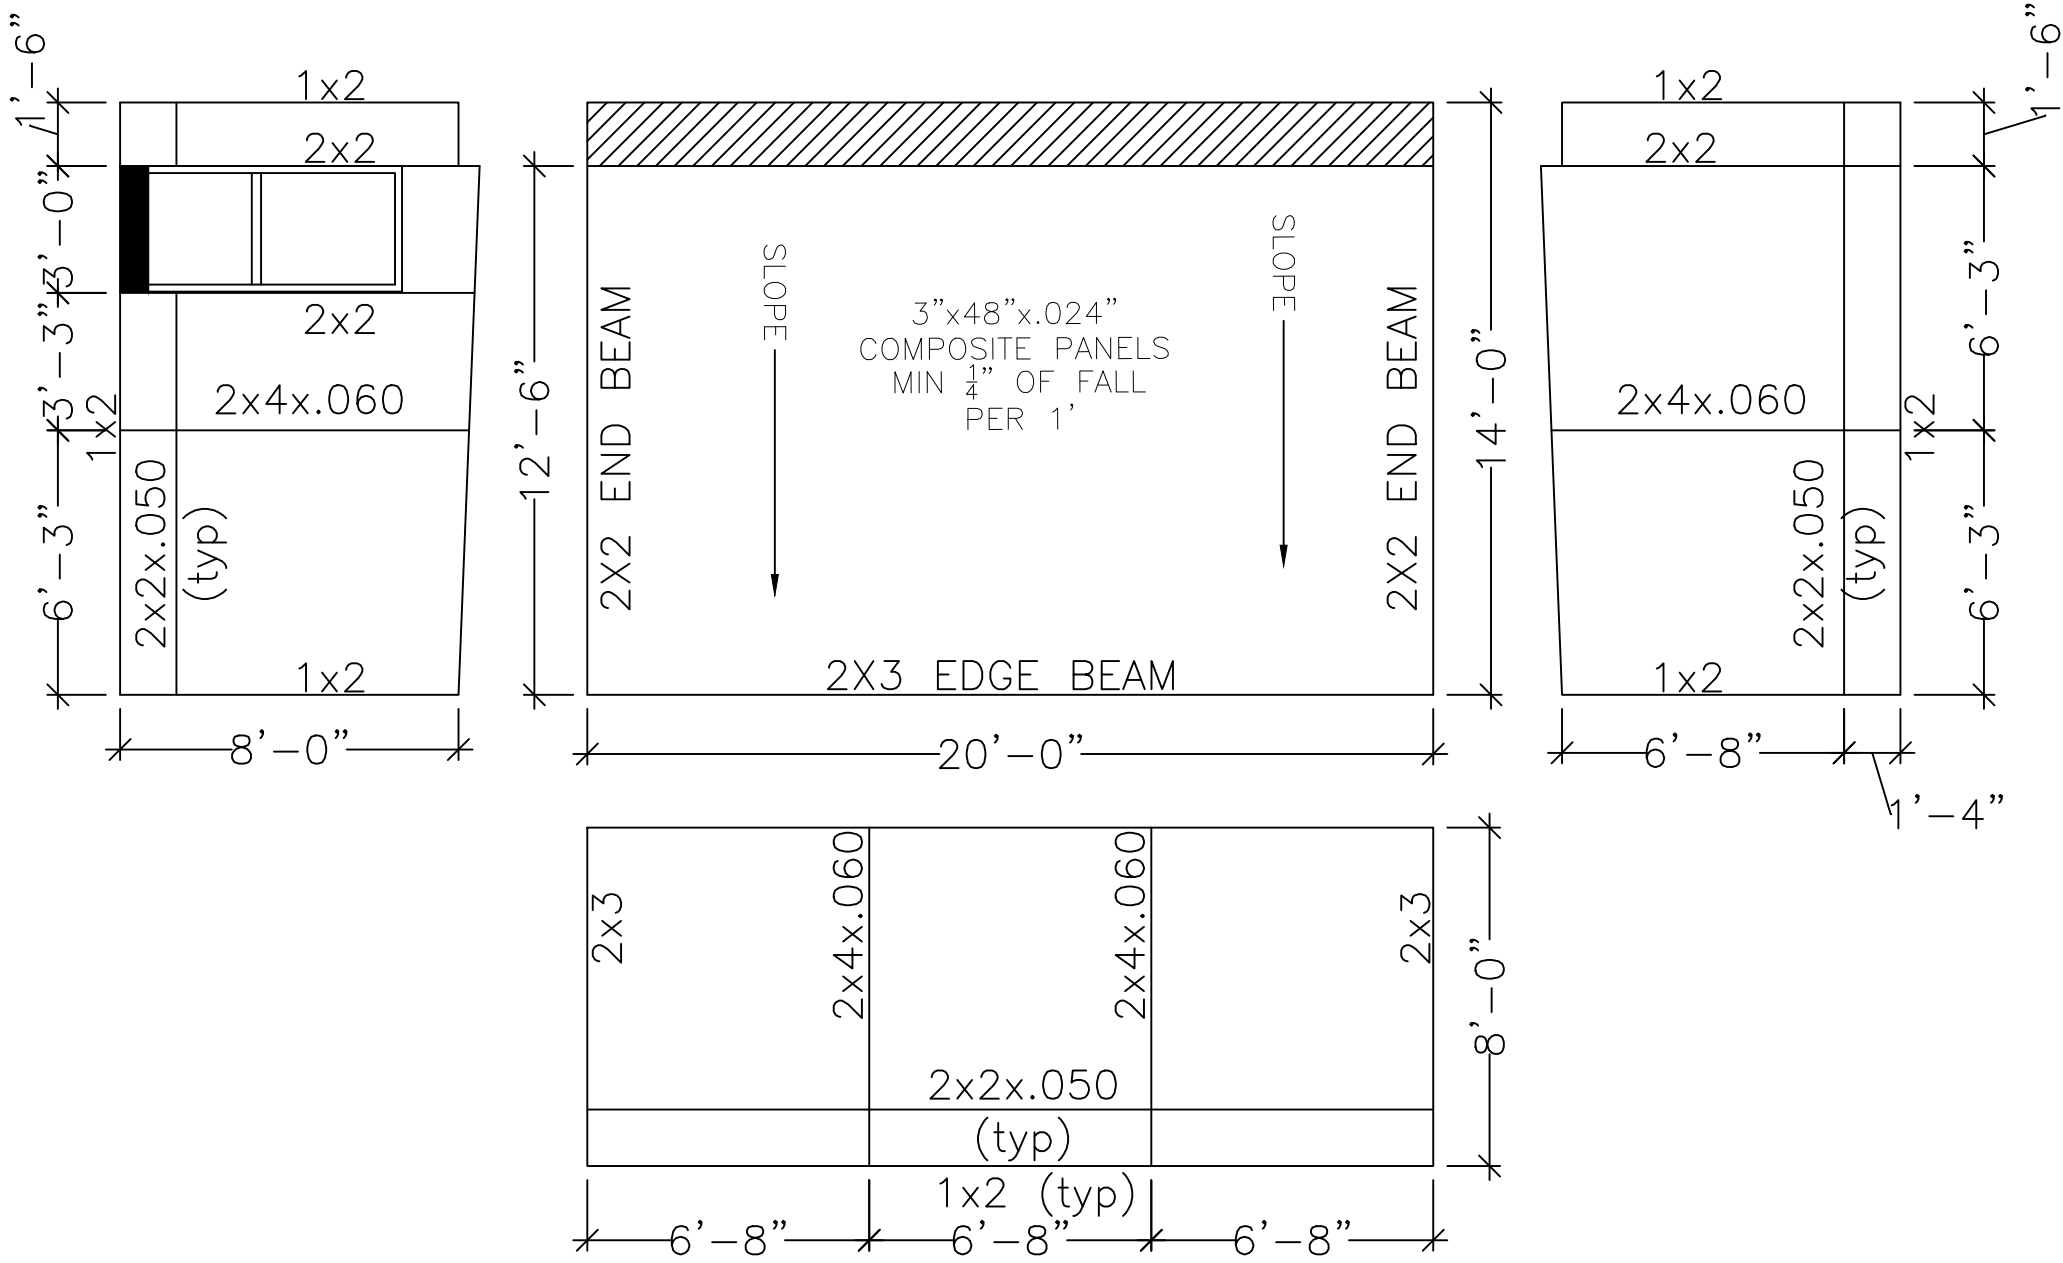 1'-6"
3'-0"
3'-3"
6'-3"
1x2
2x2
2x2
2x4x.060
1x2
2x2x.050
(typ)
1x2
8'-0"
12'-6"
2X2 END BEAM
SLOPE
3"x48"x.024"
COMPOSITE PANELS
MIN 1/4" OF FALL
PER 1'
SLOPE
2X2 END BEAM
2X3 EDGE BEAM
14'-0"
20'-0"
1x2
2x2
2x4x.060
1x2
2x2x.050
(typ)
1x2
1'-6"
6'-3"
6'-3"
6'-8"
1'-4"
2x3
2x4x.060
2x4x.060
2x3
8'-0"
2x2x.050
(typ)
1x2 (typ)
6'-8"
6'-8"
6'-8"